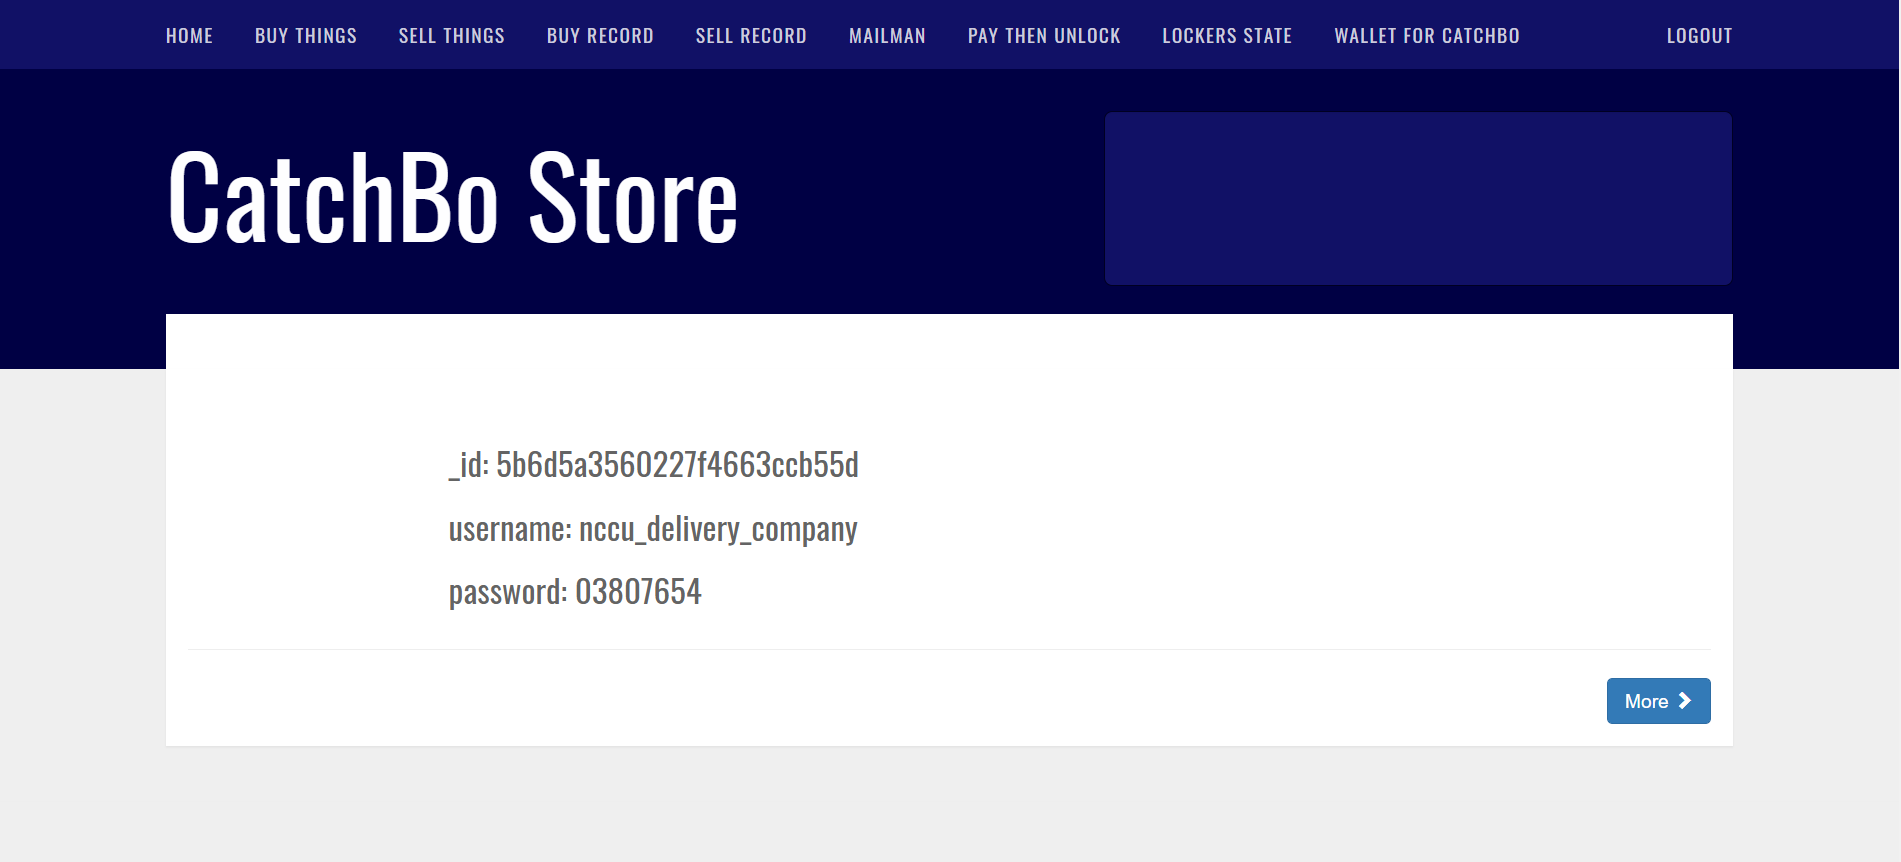 HOME BUY THINGS SELL THINGS BUY RECORD SELL RECORD MAILMAN PAY THEN UNLOCK LOCKERS STATE WALLET FOR CATCHBO LOGOUT
CatchBo Store
_id: 5b6d5a3560227f4663ccb55d
username: nccu_delivery_company
password: 03807654
More